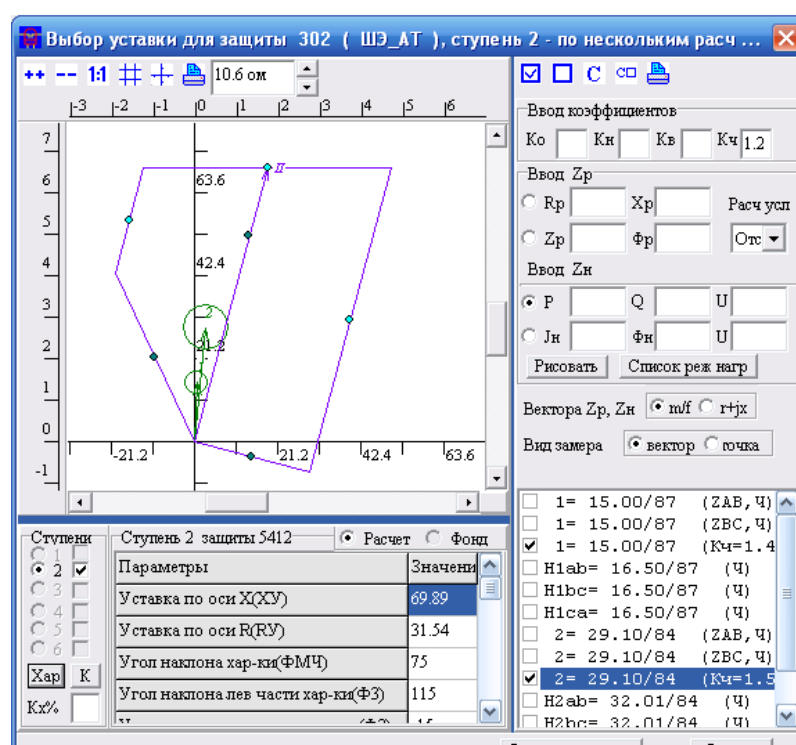 Выбор уставки для защиты 302 ( ШЭ_АТ ), ступень 2 - по нескольким расч ...
++ -- 1:1 10.6 ом
-3 -2 -1 0 1 2 3 4 5 6
7
6
5
4
3
2
1
0
-1
63.6
42.4
21.2
-21.2 21.2 42.4 63.6
II
2
С
Ввод коэффициентов
Ко Кн Кв Кч 1.2
Ввод Zр
Rр Xр Расч усл
Zр Фр Отс
Ввод Zн
P Q U
Jн Фн U
Рисовать Список реж нагр
Вектора Zр, Zн m/f r+jx
Вид замера вектор точка
1= 15.00/87 (ZAB,Ч)
1= 15.00/87 (ZBC,Ч)
1= 15.00/87 (Кч=1.4
H1ab= 16.50/87 (Ч)
H1bc= 16.50/87 (Ч)
H1ca= 16.50/87 (Ч)
2= 29.10/84 (ZAB,Ч)
2= 29.10/84 (ZBC,Ч)
2= 29.10/84 (Кч=1.5
H2ab= 32.01/84 (Ч)
H2bc= 32.01/84 (Ч)
Ступени
1
2
3
4
5
6
Хар К
Кх%
Ступень 2 защиты 5412 Расчет Фонд
Параметры Значени
Уставка по оси X(XУ) 69.89
Уставка по оси R(RУ) 31.54
Угол наклона хар-ки(ФМЧ) 75
Угол наклона лев части хар-ки(Ф3) 115